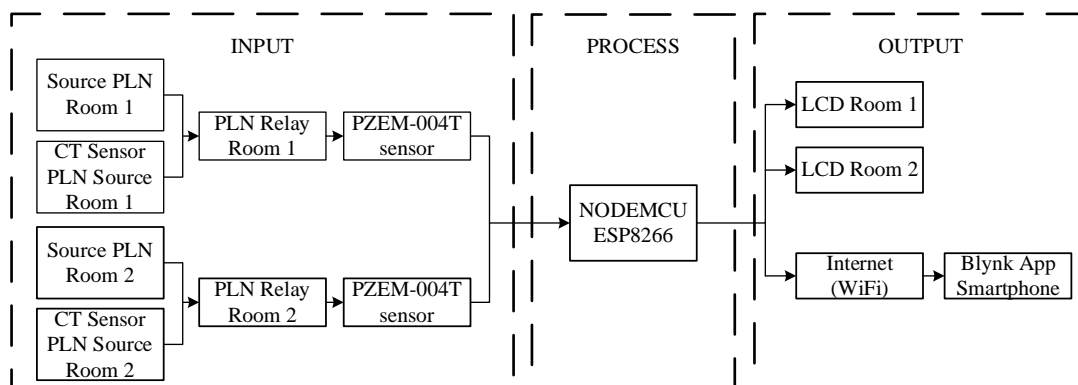 INPUT
Source PLN
Room 1
CT Sensor
PLN Source
Room 1
PLN Relay
Room 1
PZEM-004T
sensor
Source PLN
Room 2
CT Sensor
PLN Source
Room 2
PLN Relay
Room 2
PZEM-004T
sensor
PROCESS
NODEMCU
ESP8266
OUTPUT
LCD Room 1
LCD Room 2
Internet
(WiFi)
Blynk App
Smartphone